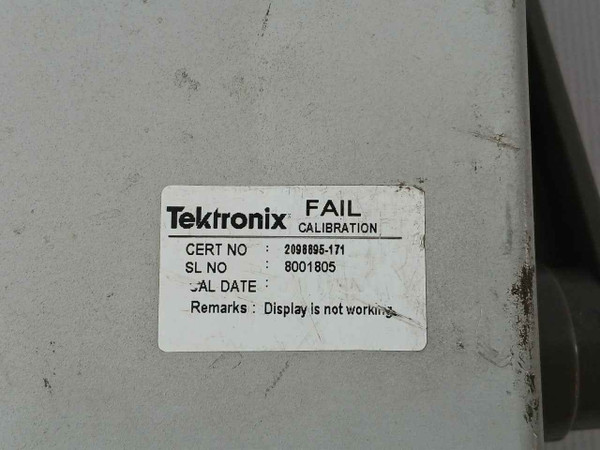 Tektronix FAIL
CALIBRATION
CERT NO : 2098895-171
SL NO : 8001805
CAL DATE :
Remarks : Display is not working